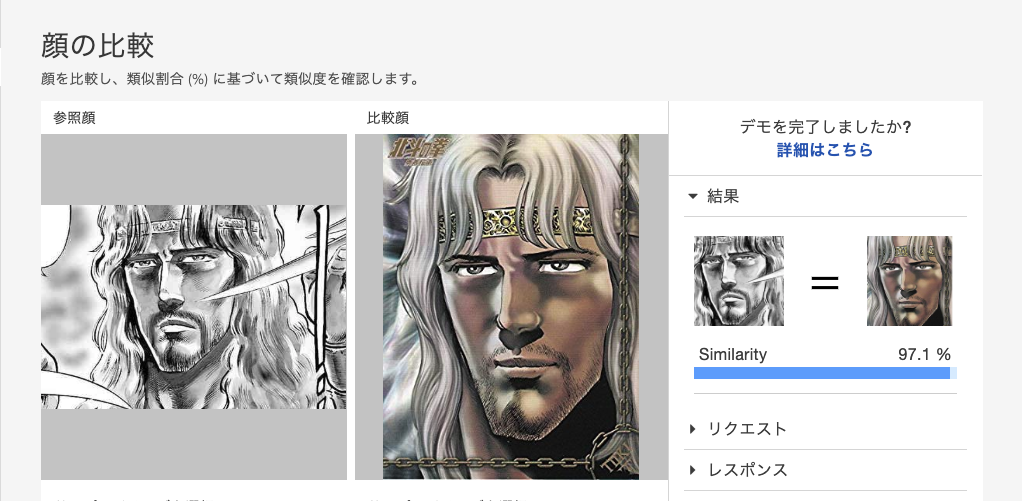 顔の比較
顔を比較し、類似割合 (%) に基づいて類似度を確認します。
参照顔
比較顔
北斗の拳
デモを完了しましたか?
詳細はこちら
結果
=
Similarity
97.1 %
リクエスト
レスポンス